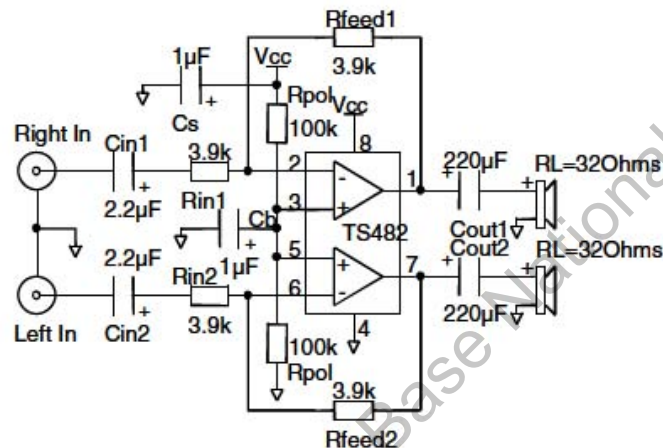 Rfeed1
1µF
Vcc
3.9k
Cs
Rpol
100k
Vcc
8
Right In
Cin1
3.9k
2
-
1
220µF
RL=32Ohms
2.2µF
Rin1
Cb
3
+
TS482
Cout1
2.2µF
Rin2
1µF
5
+
7
Cout2
RL=32Ohms
6
-
Left In
Cin2
3.9k
4
220µF
100k
Rpol
3.9k
Rfeed2
Base National